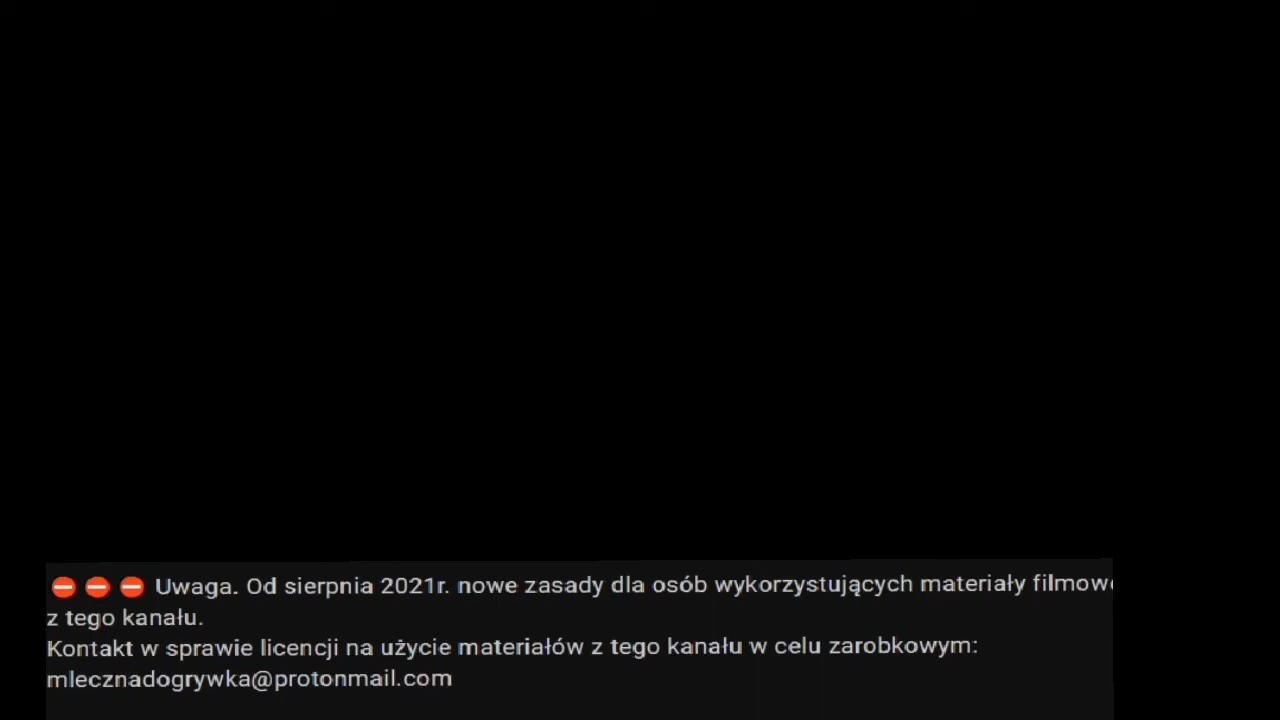 ⛔ ⛔ ⛔ Uwaga. Od sierpnia 2021r. nowe zasady dla osób wykorzystujących materiały filmowe
z tego kanału.
Kontakt w sprawie licencji na użycie materiałów z tego kanału w celu zarobkowym:
mlecznadogrywka@protonmail.com